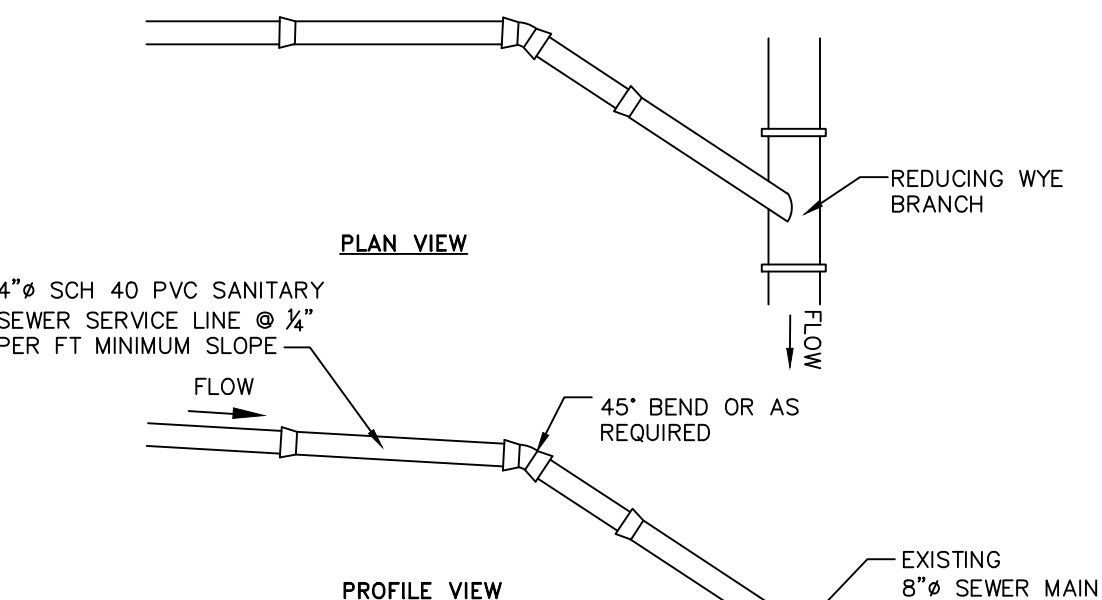 REDUCING WYE
BRANCH
PLAN VIEW
4"ø SCH 40 PVC SANITARY
SEWER SERVICE LINE @ ¼"
PER FT MINIMUM SLOPE
FLOW
FLOW
45° BEND OR AS
REQUIRED
EXISTING
8"ø SEWER MAIN
PROFILE VIEW